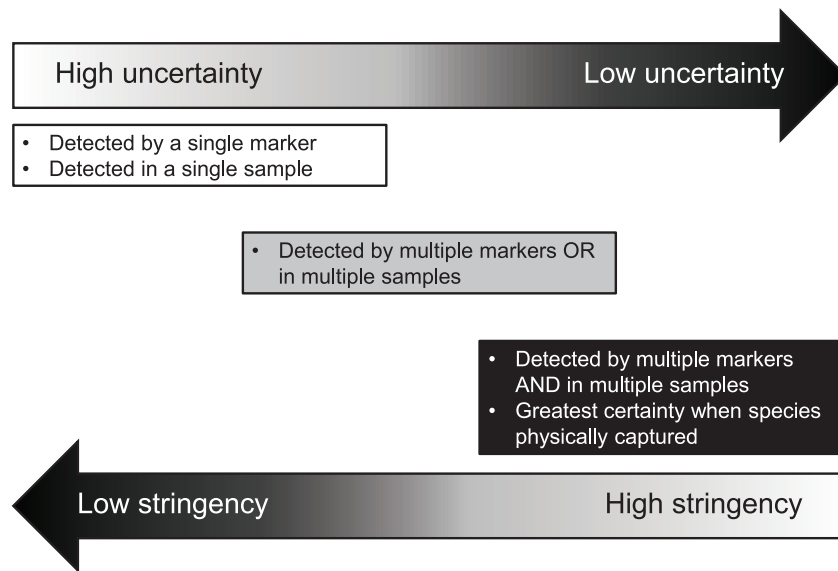 High uncertainty Low uncertainty
• Detected by a single marker
• Detected in a single sample
• Detected by multiple markers OR
in multiple samples
• Detected by multiple markers
AND in multiple samples
• Greatest certainty when species
physically captured
Low stringency High stringency